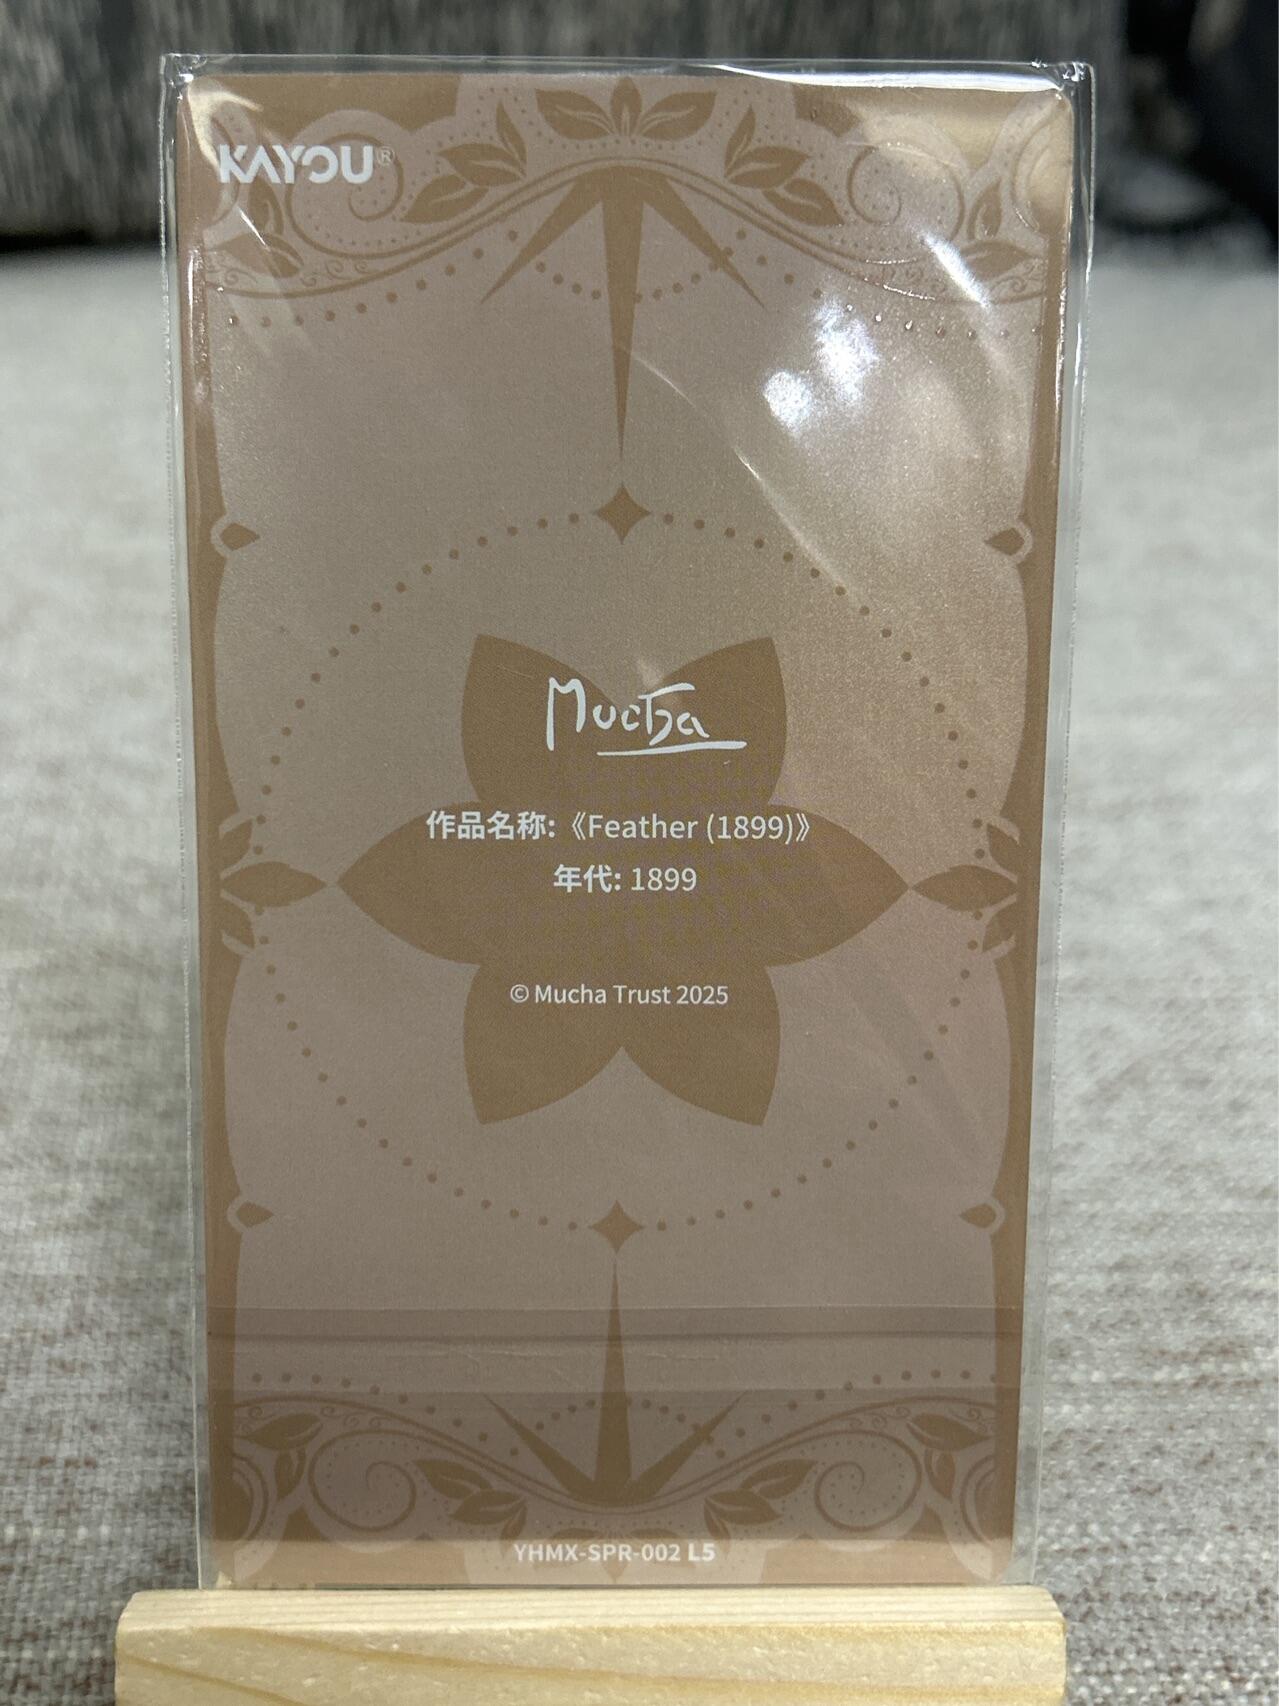 KAYOU®
Mucha
作品名称:《Feather (1899)》
年代: 1899
© Mucha Trust 2025
YHMX-SPR-002 L5